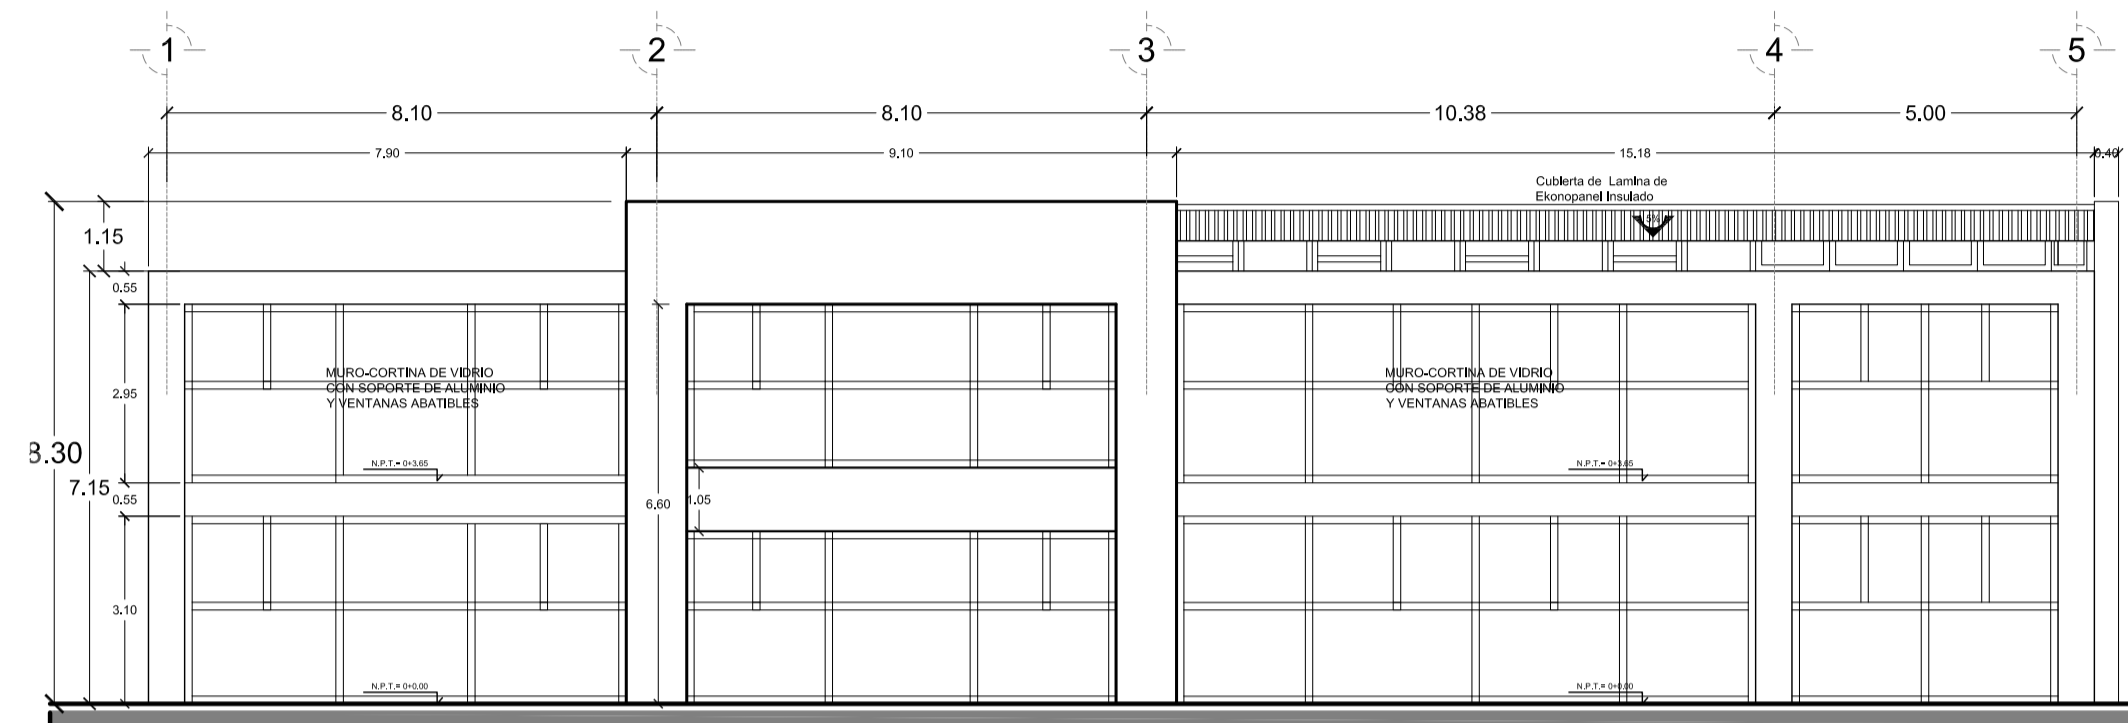 1
2
3
4
5
8.10
8.10
10.38
5.00
7.90
9.10
15.18
0.40
Cubierta de Lamina de
Ekonopanel Insulado
5%
1.15
0.55
MURO-CORTINA DE VIDRIO
CON SOPORTE DE ALUMINIO
Y VENTANAS ABATIBLES
MURO-CORTINA DE VIDRIO
CON SOPORTE DE ALUMINIO
Y VENTANAS ABATIBLES
2.95
8.30
N.P.T.= 0+3.65
N.P.T.= 0+3.65
7.15
0.55
6.60
1.05
3.10
N.P.T.= 0+0.00
N.P.T.= 0+0.00